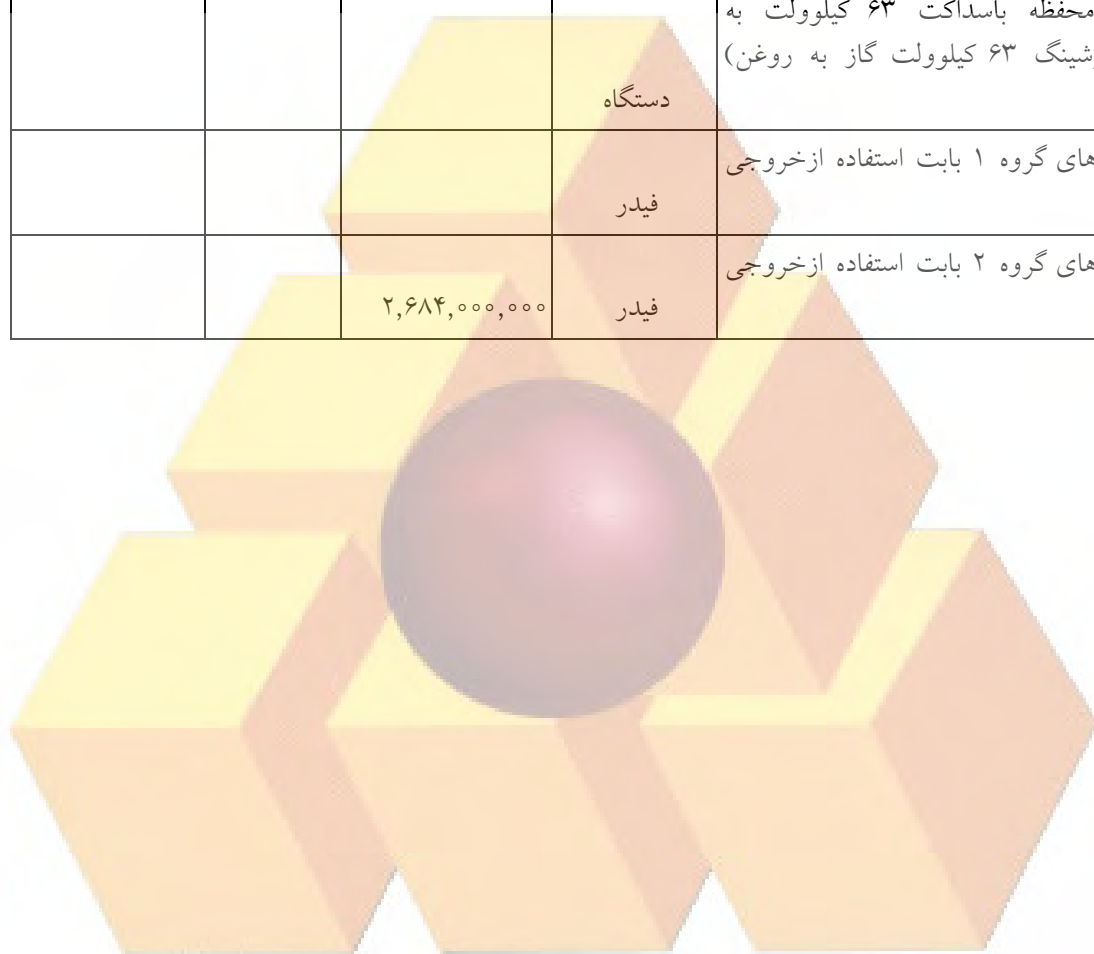 محفظه باسداکت ۶۳ کیلوولت به
شینگ ۶۳ کیلوولت گاز به روغن)
دستگاه
های گروه ۱ بابت استفاده ازخروجی
فیدر
های گروه ۲ بابت استفاده ازخروجی
فیدر
۲,۶۸۴,۰۰۰,۰۰۰